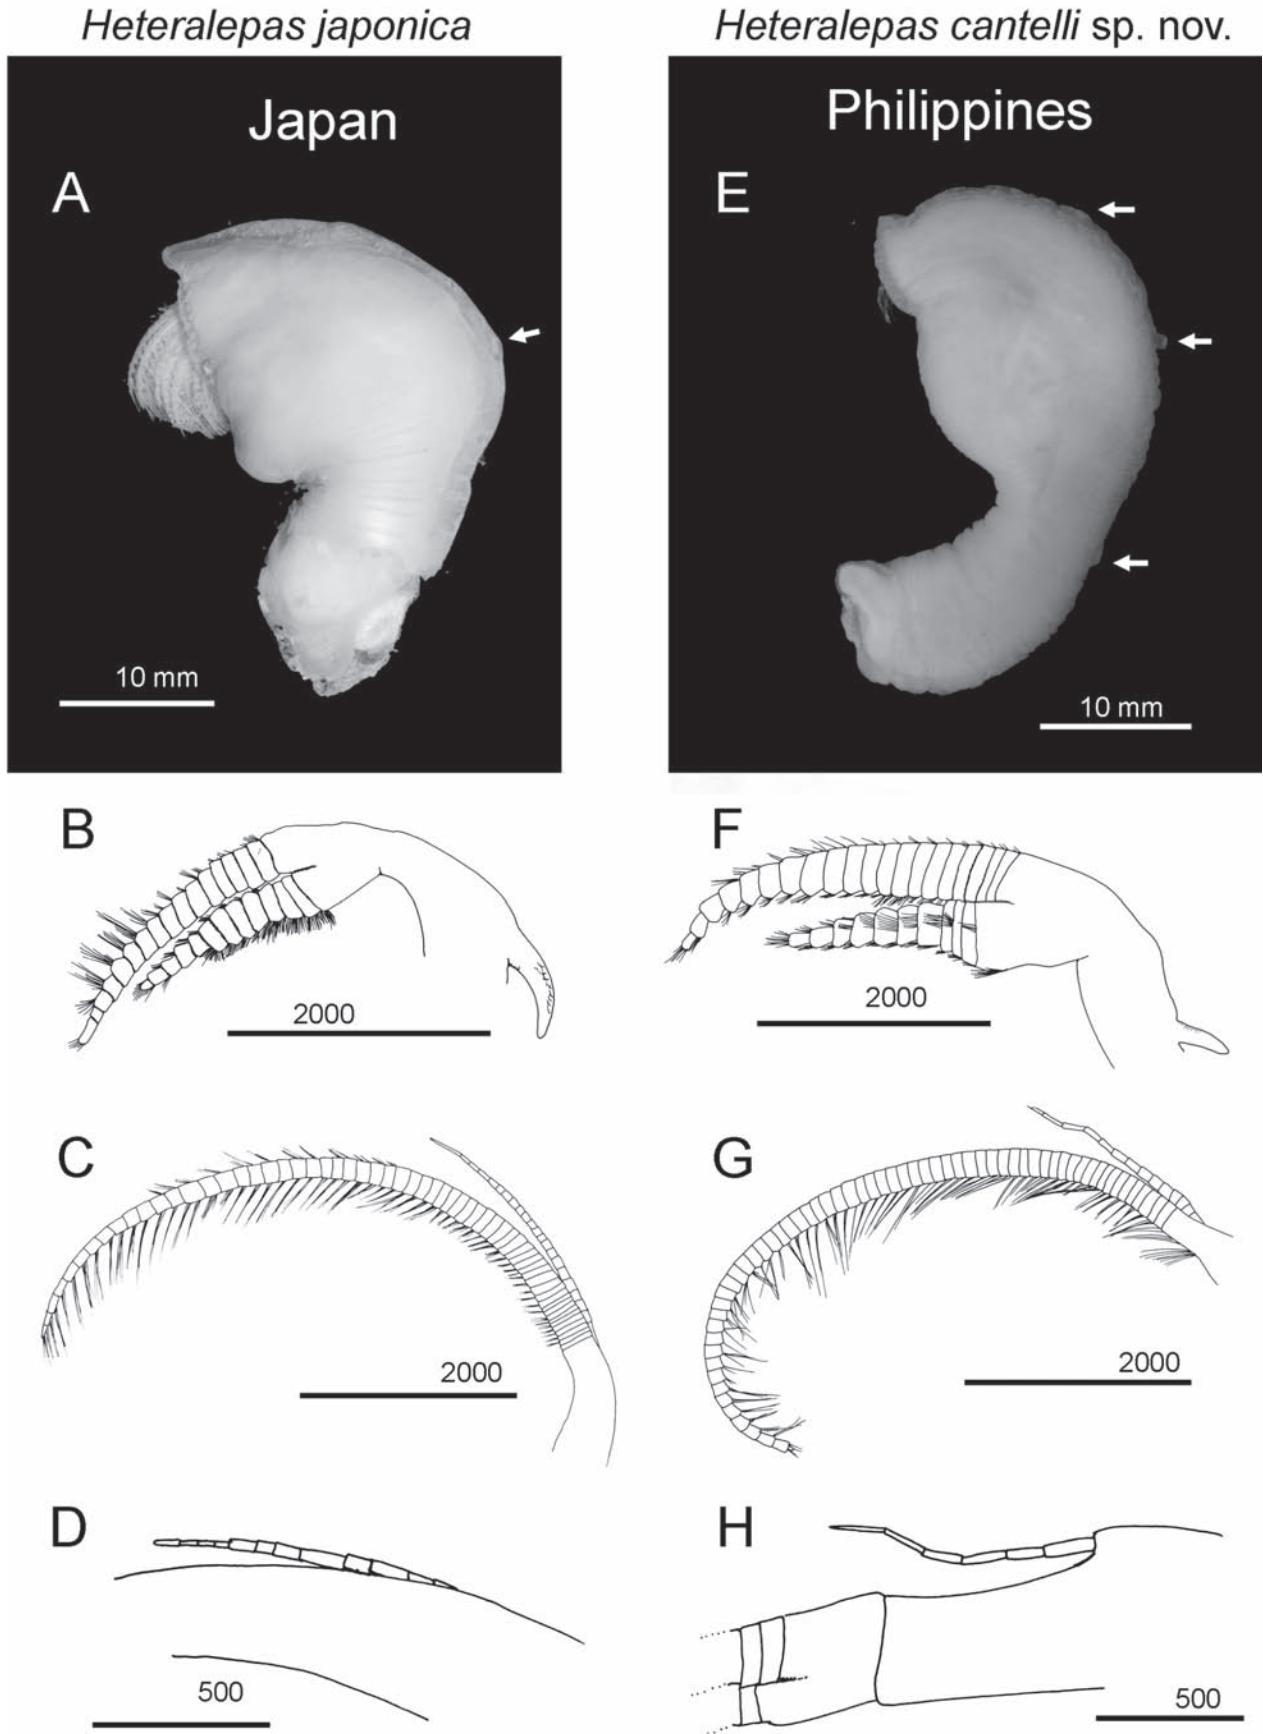 Heteralepas japonica
Heteralepas cantelli sp. nov.
Japan
Philippines
A
E
10 mm
10 mm
B
F
2000
2000
C
G
2000
2000
D
H
500
500